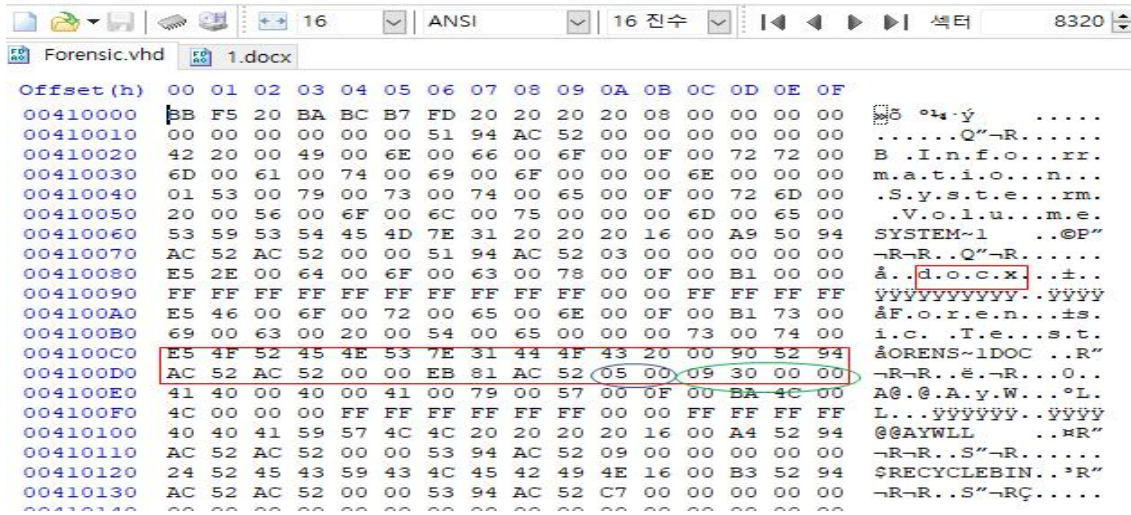 16 ANSI 16 진수 섹터 8320
Forensic.vhd 1.docx
Offset(h) 00 01 02 03 04 05 06 07 08 09 0A 0B 0C 0D 0E 0F
00410000 BB F5 20 BA BC B7 FD 20 20 20 20 08 00 00 00 00 »õ º¼·ý .....
00410010 00 00 00 00 00 00 51 94 AC 52 00 00 00 00 00 00 ......Q”¬R......
00410020 42 20 00 49 00 6E 00 66 00 6F 00 0F 00 72 72 00 B .I.n.f.o...rr.
00410030 6D 00 61 00 74 00 69 00 6F 00 00 00 6E 00 00 00 m.a.t.i.o...n...
00410040 01 53 00 79 00 73 00 74 00 65 00 0F 00 72 6D 00 .S.y.s.t.e...rm.
00410050 20 00 56 00 6F 00 6C 00 75 00 00 00 6D 00 65 00 .V.o.l.u...m.e.
00410060 53 59 53 54 45 4D 7E 31 20 20 20 16 00 A9 50 94 SYSTEM~1 ..©P”
00410070 AC 52 AC 52 00 00 51 94 AC 52 03 00 00 00 00 00 ¬R¬R..Q”¬R......
00410080 E5 2E 00 64 00 6F 00 63 00 78 00 0F 00 B1 00 00 å..d.o.c.x...±..
00410090 FF FF FF FF FF FF FF FF FF FF 00 00 FF FF FF FF ÿÿÿÿÿÿÿÿÿÿ..ÿÿÿÿ
004100A0 E5 46 00 6F 00 72 00 65 00 6E 00 0F 00 B1 73 00 åF.o.r.e.n...±s.
004100B0 69 00 63 00 20 00 54 00 65 00 00 00 73 00 74 00 i.c. .T.e...s.t.
004100C0 E5 4F 52 45 4E 53 7E 31 44 4F 43 20 00 90 52 94 åORENS~1DOC ..R”
004100D0 AC 52 AC 52 00 00 EB 81 AC 52 05 00 09 30 00 00 ¬R¬R..ë.¬R...0..
004100E0 41 40 00 40 00 41 00 79 00 57 00 0F 00 BA 4C 00 A@.@.A.y.W...ºL.
004100F0 4C 00 00 00 FF FF FF FF FF FF 00 00 FF FF FF FF L...ÿÿÿÿÿÿ..ÿÿÿÿ
00410100 40 40 41 59 57 4C 4C 20 20 20 20 16 00 A4 52 94 @@AYWLL ..¤R”
00410110 AC 52 AC 52 00 00 53 94 AC 52 09 00 00 00 00 00 ¬R¬R..S”¬R......
00410120 24 52 45 43 59 43 4C 45 42 49 4E 16 00 B3 52 94 $RECYCLEBIN..³R”
00410130 AC 52 AC 52 00 00 53 94 AC 52 C7 00 00 00 00 00 ¬R¬R..S”¬RÇ.....